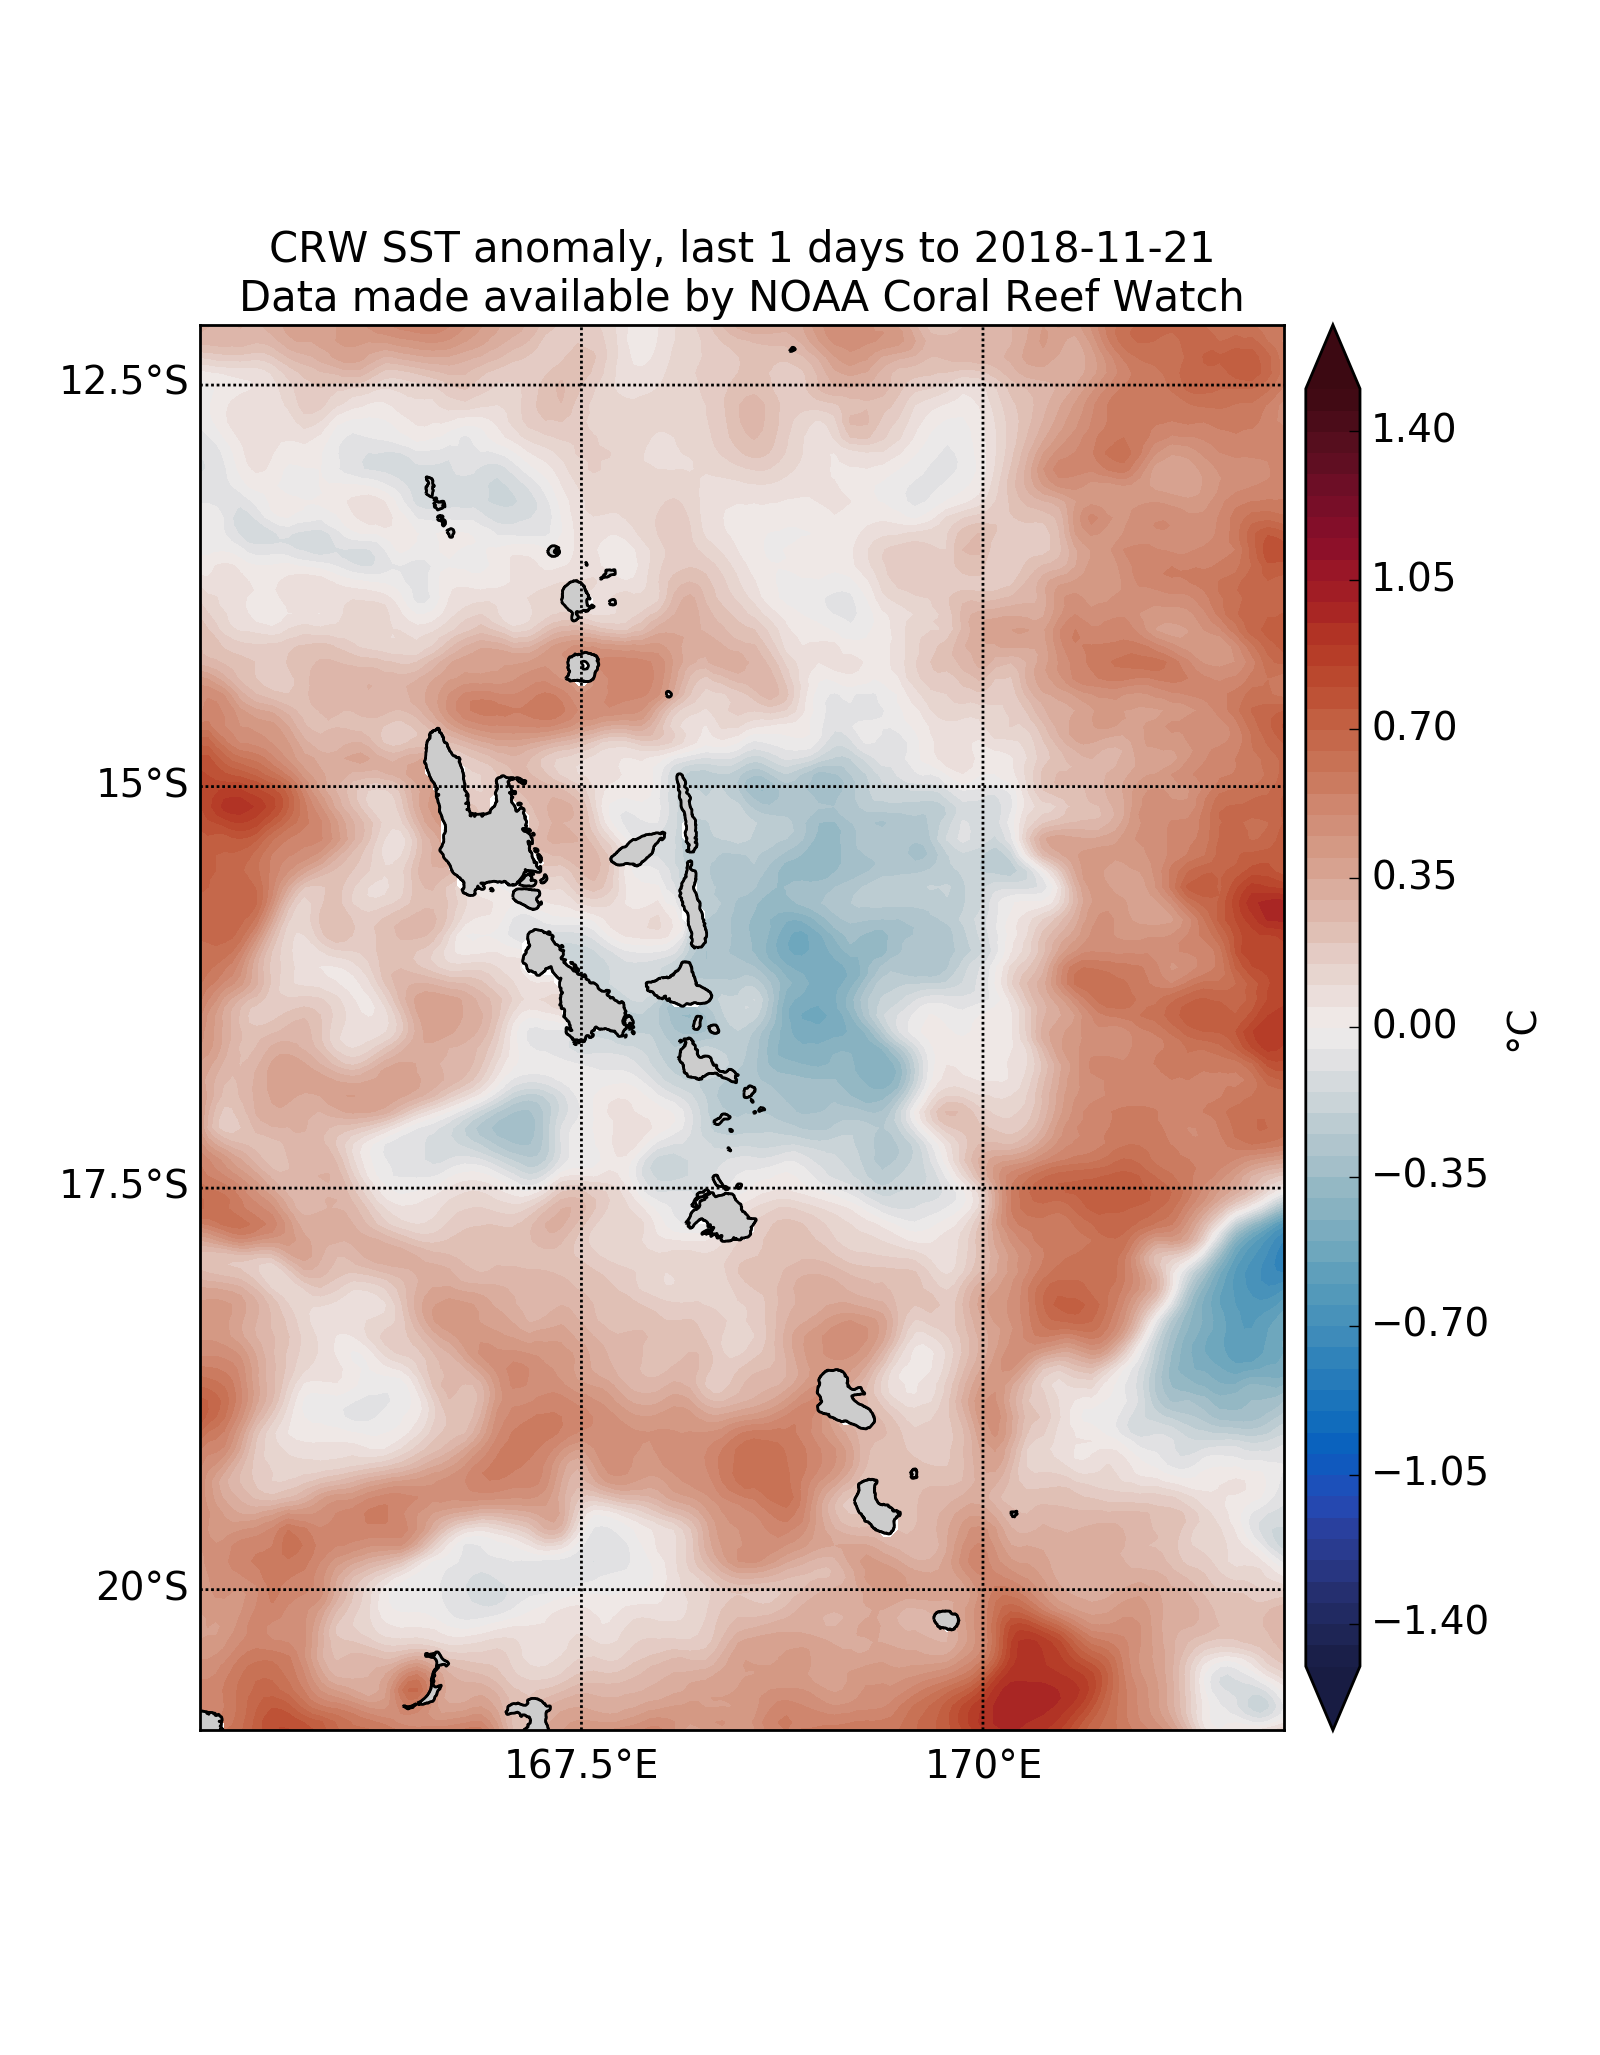 CRW SST anomaly, last 1 days to 2018-11-21
Data made available by NOAA Coral Reef Watch
12.5°S
15°S
17.5°S
20°S
167.5°E
170°E
1.40
1.05
0.70
0.35
0.00
−0.35
−0.70
−1.05
−1.40
°C